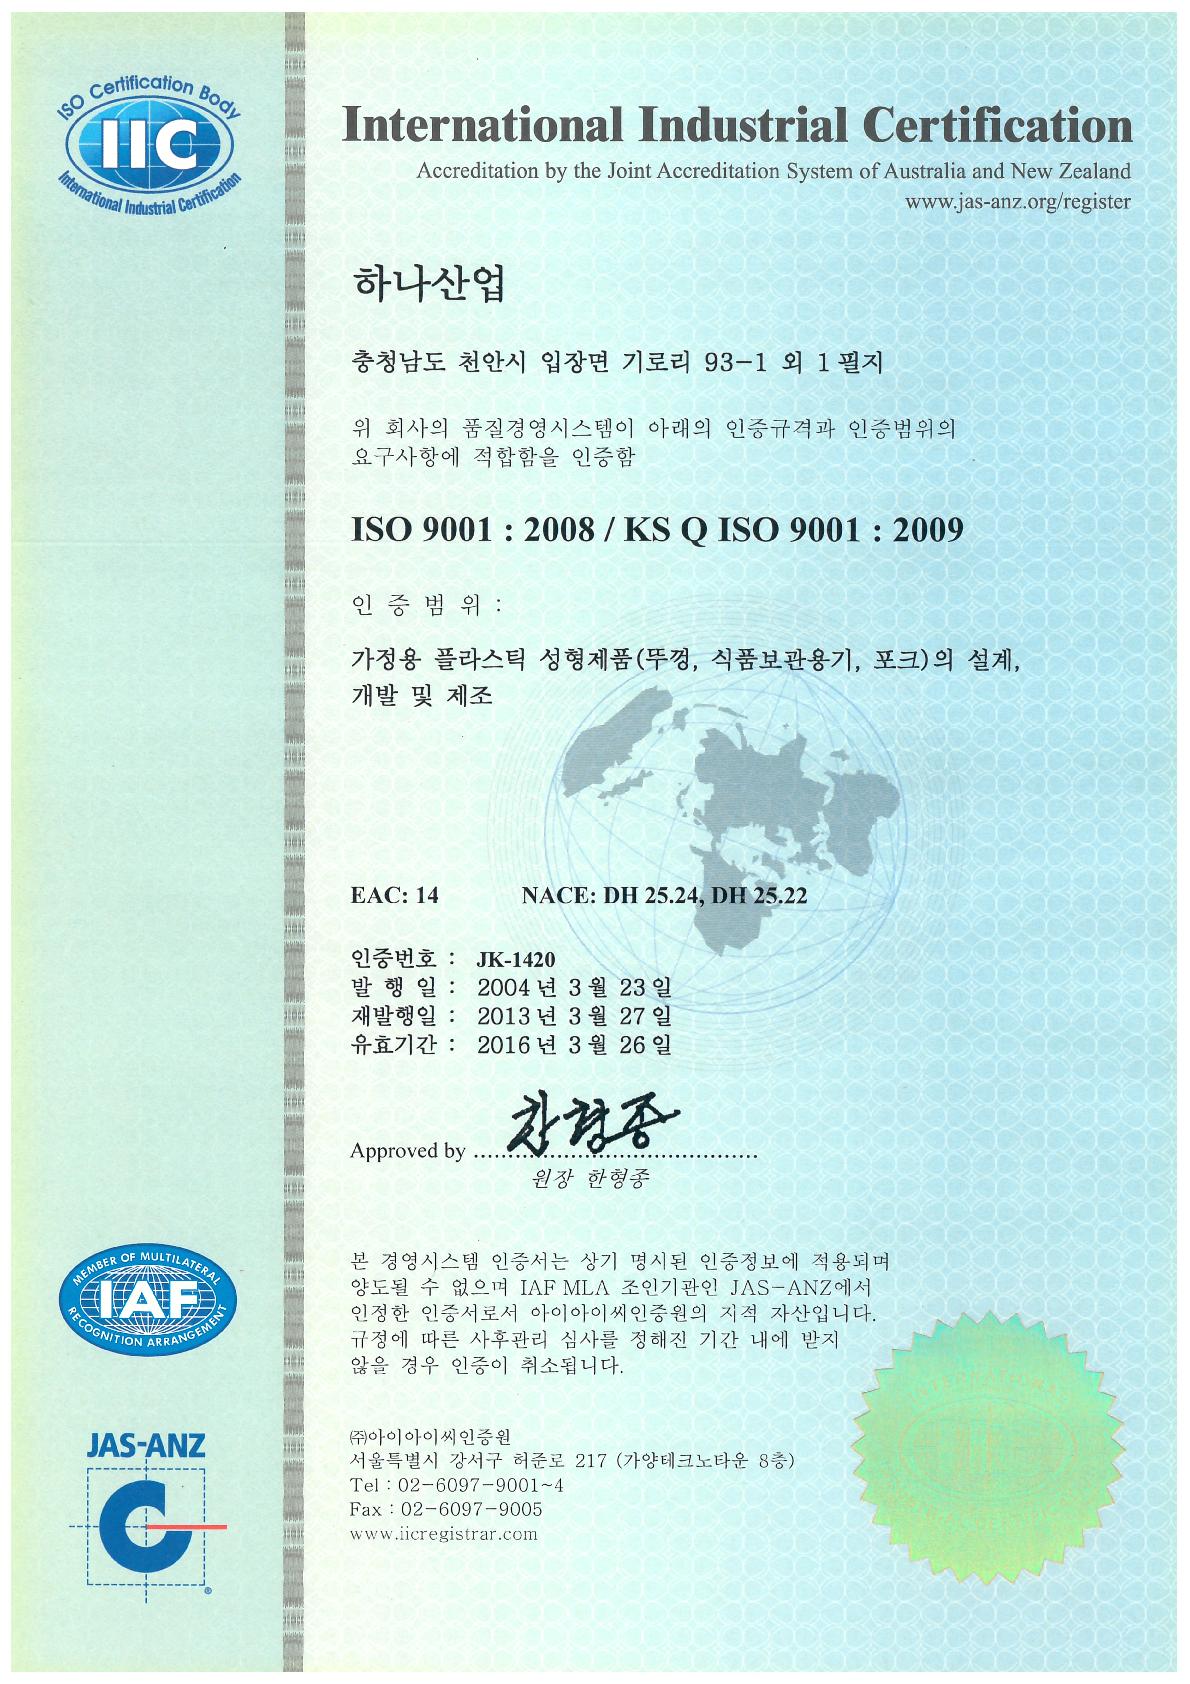 ISO Certification Body
IIC
International Industrial Certification
International Industrial Certification
Accreditation by the Joint Accreditation System of Australia and New Zealand
www.jas-anz.org/register
하나산업
충청남도 천안시 입장면 기로리 93-1 외 1 필지
위 회사의 품질경영시스템이 아래의 인증규격과 인증범위의
요구사항에 적합함을 인증함
ISO 9001 : 2008 / KS Q ISO 9001 : 2009
인 증 범 위 :
가정용 플라스틱 성형제품(뚜껑, 식품보관용기, 포크)의 설계,
개발 및 제조
EAC: 14 NACE: DH 25.24, DH 25.22
인증번호 : JK-1420
발 행 일 : 2004 년 3 월 23 일
재발행일 : 2013 년 3 월 27 일
유효기간 : 2016 년 3 월 26 일
한형종
Approved by ..........................................
원장 한형종
본 경영시스템 인증서는 상기 명시된 인증정보에 적용되며
양도될 수 없으며 IAF MLA 조인기관인 JAS-ANZ에서
인정한 인증서로서 아이아이씨인증원의 지적 자산입니다.
규정에 따른 사후관리 심사를 정해진 기간 내에 받지
않을 경우 인증이 취소됩니다.
MEMBER OF MULTILATERAL
IAF
RECOGNITION ARRANGEMENT
JAS-ANZ
®
㈜아이아이씨인증원
서울특별시 강서구 허준로 217 (가양테크노타운 8층)
Tel : 02-6097-9001~4
Fax : 02-6097-9005
www.iicregistrar.com
INTERNATIONAL